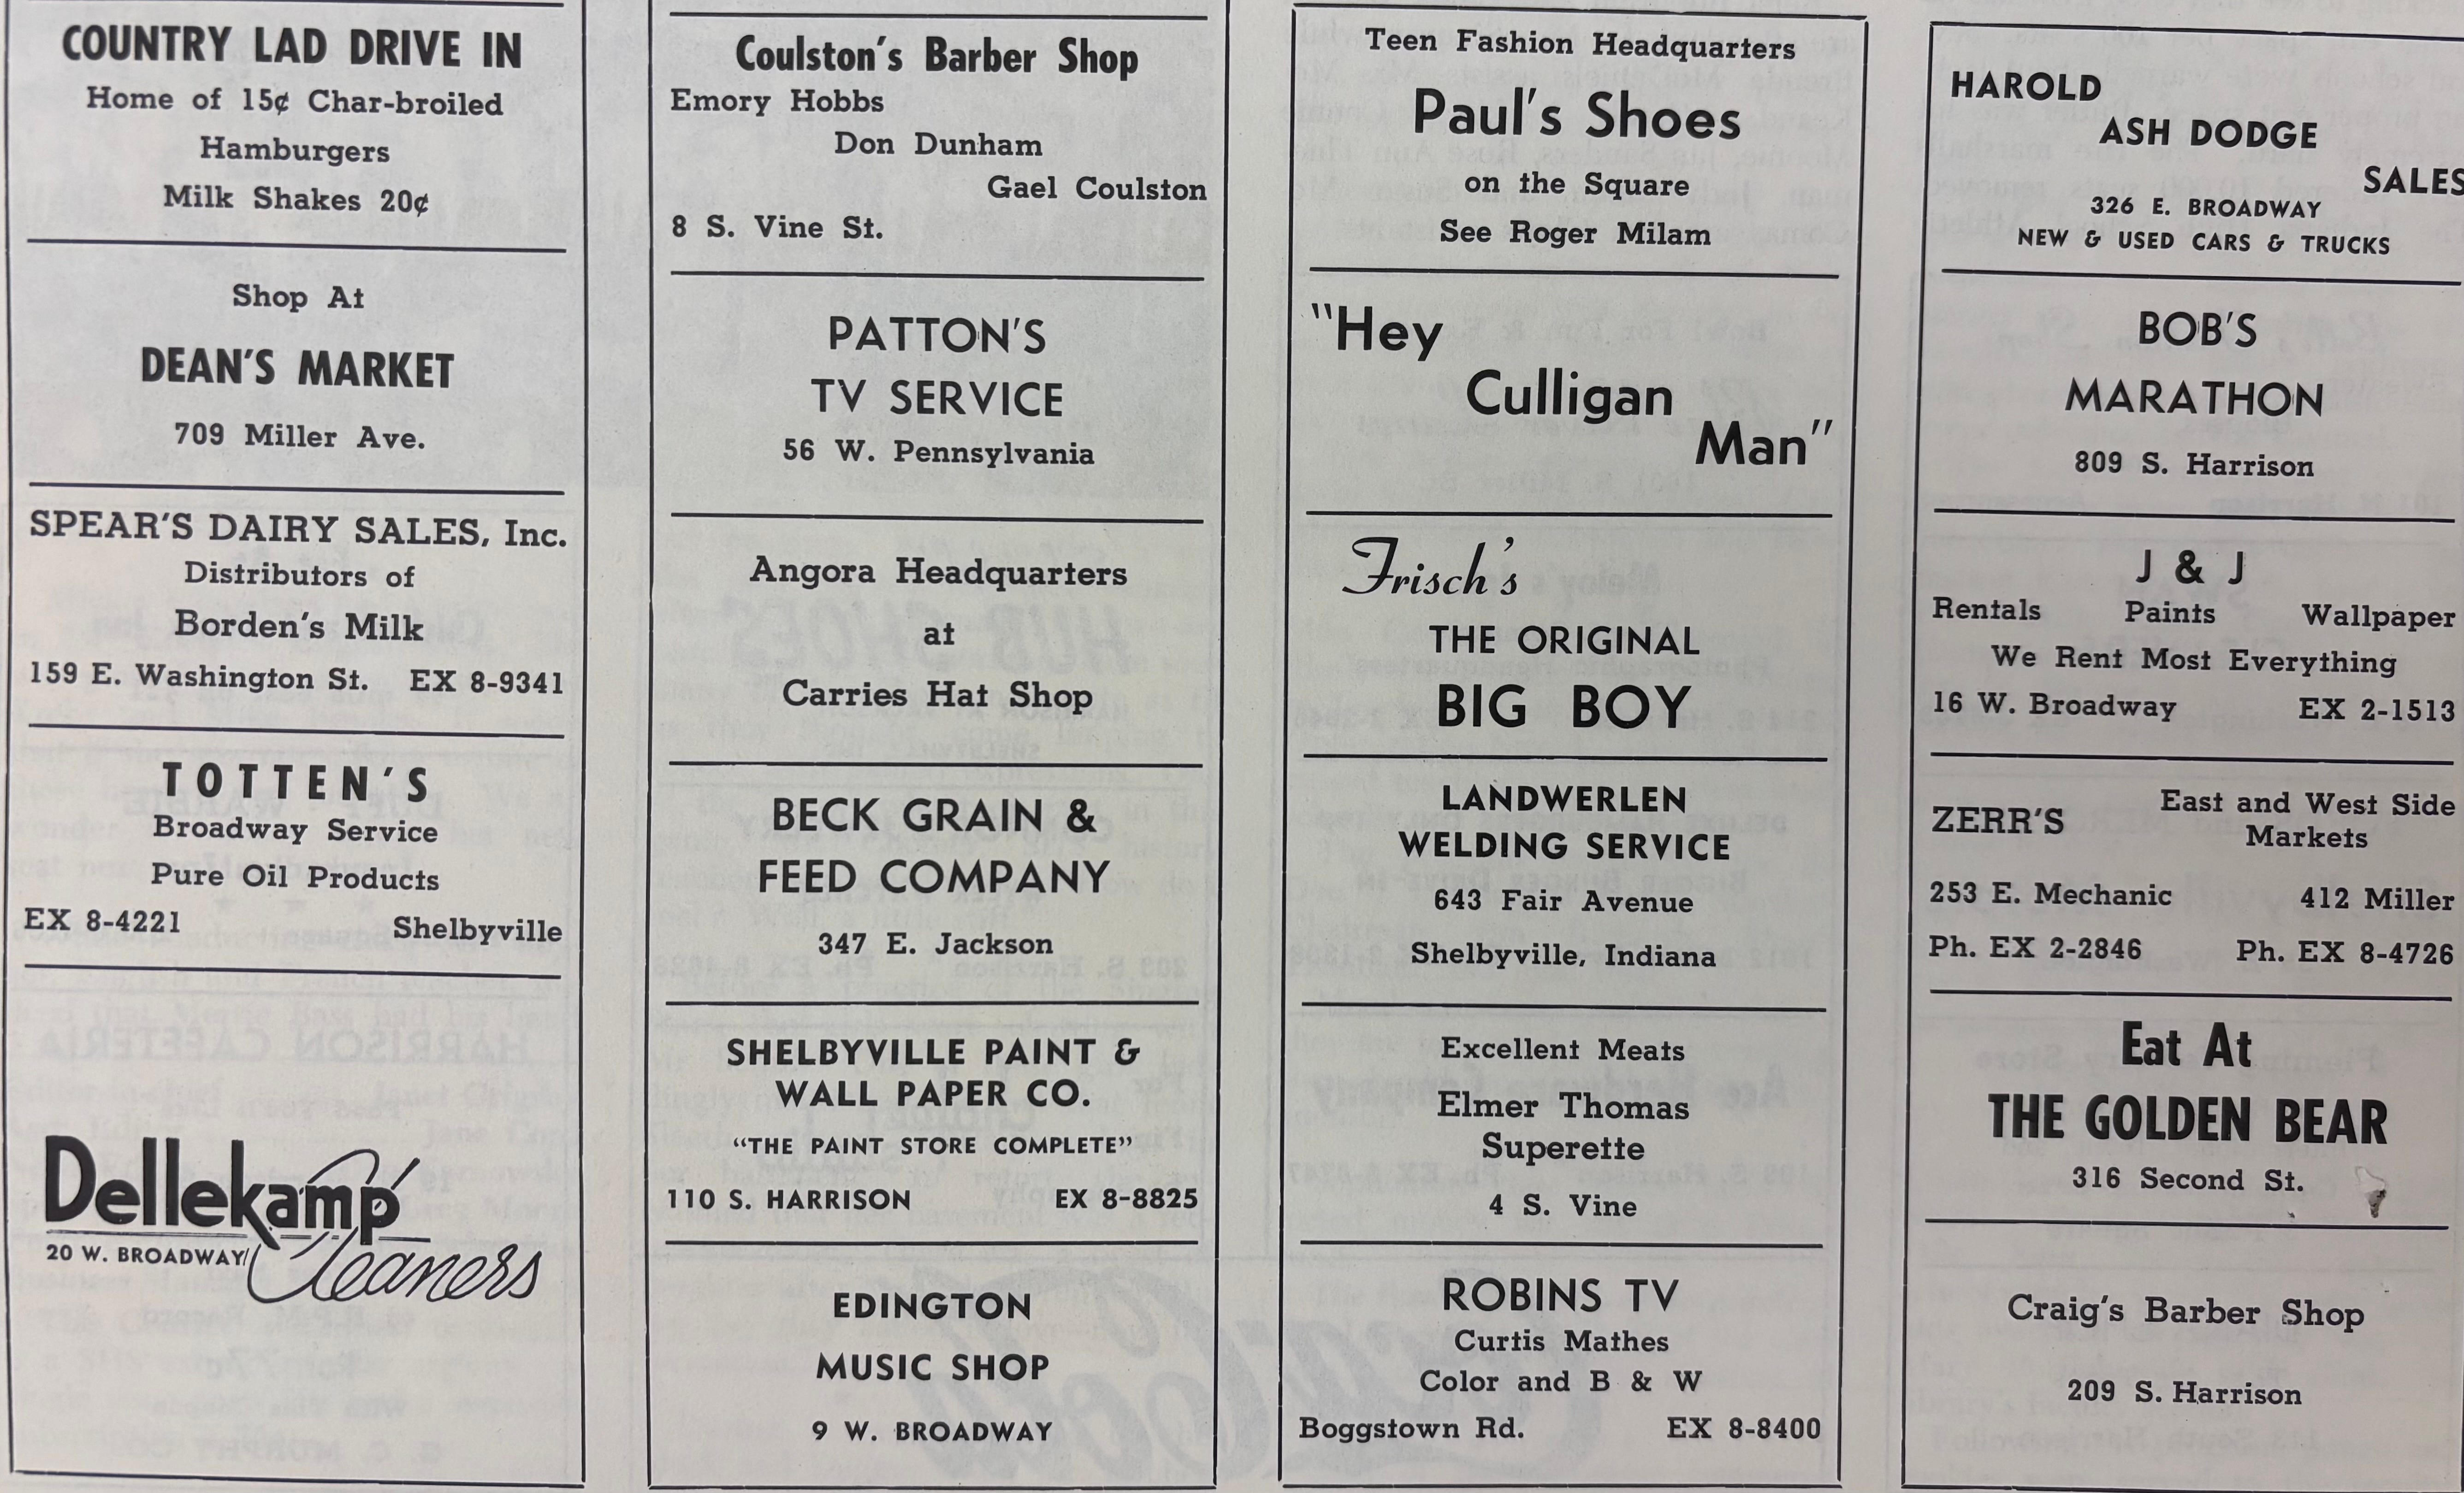 COUNTRY LAD DRIVE IN
Home of 15¢ Char-broiled
Hamburgers
Milk Shakes 20¢
Shop At
DEAN'S MARKET
709 Miller Ave.
SPEAR'S DAIRY SALES, Inc.
Distributors of
Borden's Milk
159 E. Washington St. EX 8-9341
TOTTEN'S
Broadway Service
Pure Oil Products
EX 8-4221 Shelbyville
Dellekamp
20 W. BROADWAY Cleaners
Coulston's Barber Shop
Emory Hobbs
Don Dunham
Gael Coulston
8 S. Vine St.
PATTON'S
TV SERVICE
56 W. Pennsylvania
Angora Headquarters
at
Carries Hat Shop
BECK GRAIN &
FEED COMPANY
347 E. Jackson
SHELBYVILLE PAINT &
WALL PAPER CO.
"THE PAINT STORE COMPLETE"
110 S. HARRISON EX 8-8825
EDINGTON
MUSIC SHOP
9 W. BROADWAY
Teen Fashion Headquarters
Paul's Shoes
on the Square
See Roger Milam
"Hey
Culligan
Man"
Frisch's
THE ORIGINAL
BIG BOY
LANDWERLEN
WELDING SERVICE
643 Fair Avenue
Shelbyville, Indiana
Excellent Meats
Elmer Thomas
Superette
4 S. Vine
ROBINS TV
Curtis Mathes
Color and B & W
Boggstown Rd. EX 8-8400
HAROLD
ASH DODGE
SALES
326 E. BROADWAY
NEW & USED CARS & TRUCKS
BOB'S
MARATHON
809 S. Harrison
J & J
Rentals Paints Wallpaper
We Rent Most Everything
16 W. Broadway EX 2-1513
ZERR'S East and West Side
Markets
253 E. Mechanic 412 Miller
Ph. EX 2-2846 Ph. EX 8-4726
Eat At
THE GOLDEN BEAR
316 Second St.
Craig's Barber Shop
209 S. Harrison